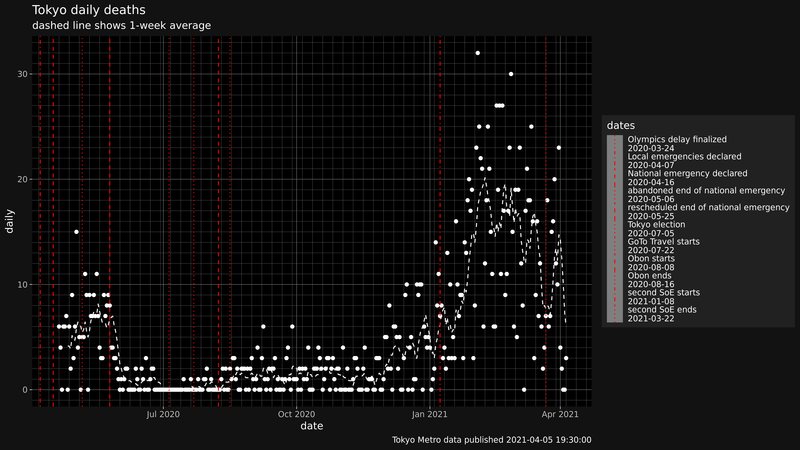 Tokyo daily deaths
dashed line shows 1-week average
30
20
10
0
daily
Jul 2020
Oct 2020
Jan 2021
Apr 2021
date
Tokyo Metro data published 2021-04-05 19:30:00
dates
Olympics delay finalized
2020-03-24
Local emergencies declared
2020-04-07
National emergency declared
2020-04-16
abandoned end of national emergency
2020-05-06
rescheduled end of national emergency
2020-05-25
Tokyo election
2020-07-05
GoTo Travel starts
2020-07-22
Obon starts
2020-08-08
Obon ends
2020-08-16
second SoE starts
2021-01-08
second SoE ends
2021-03-22